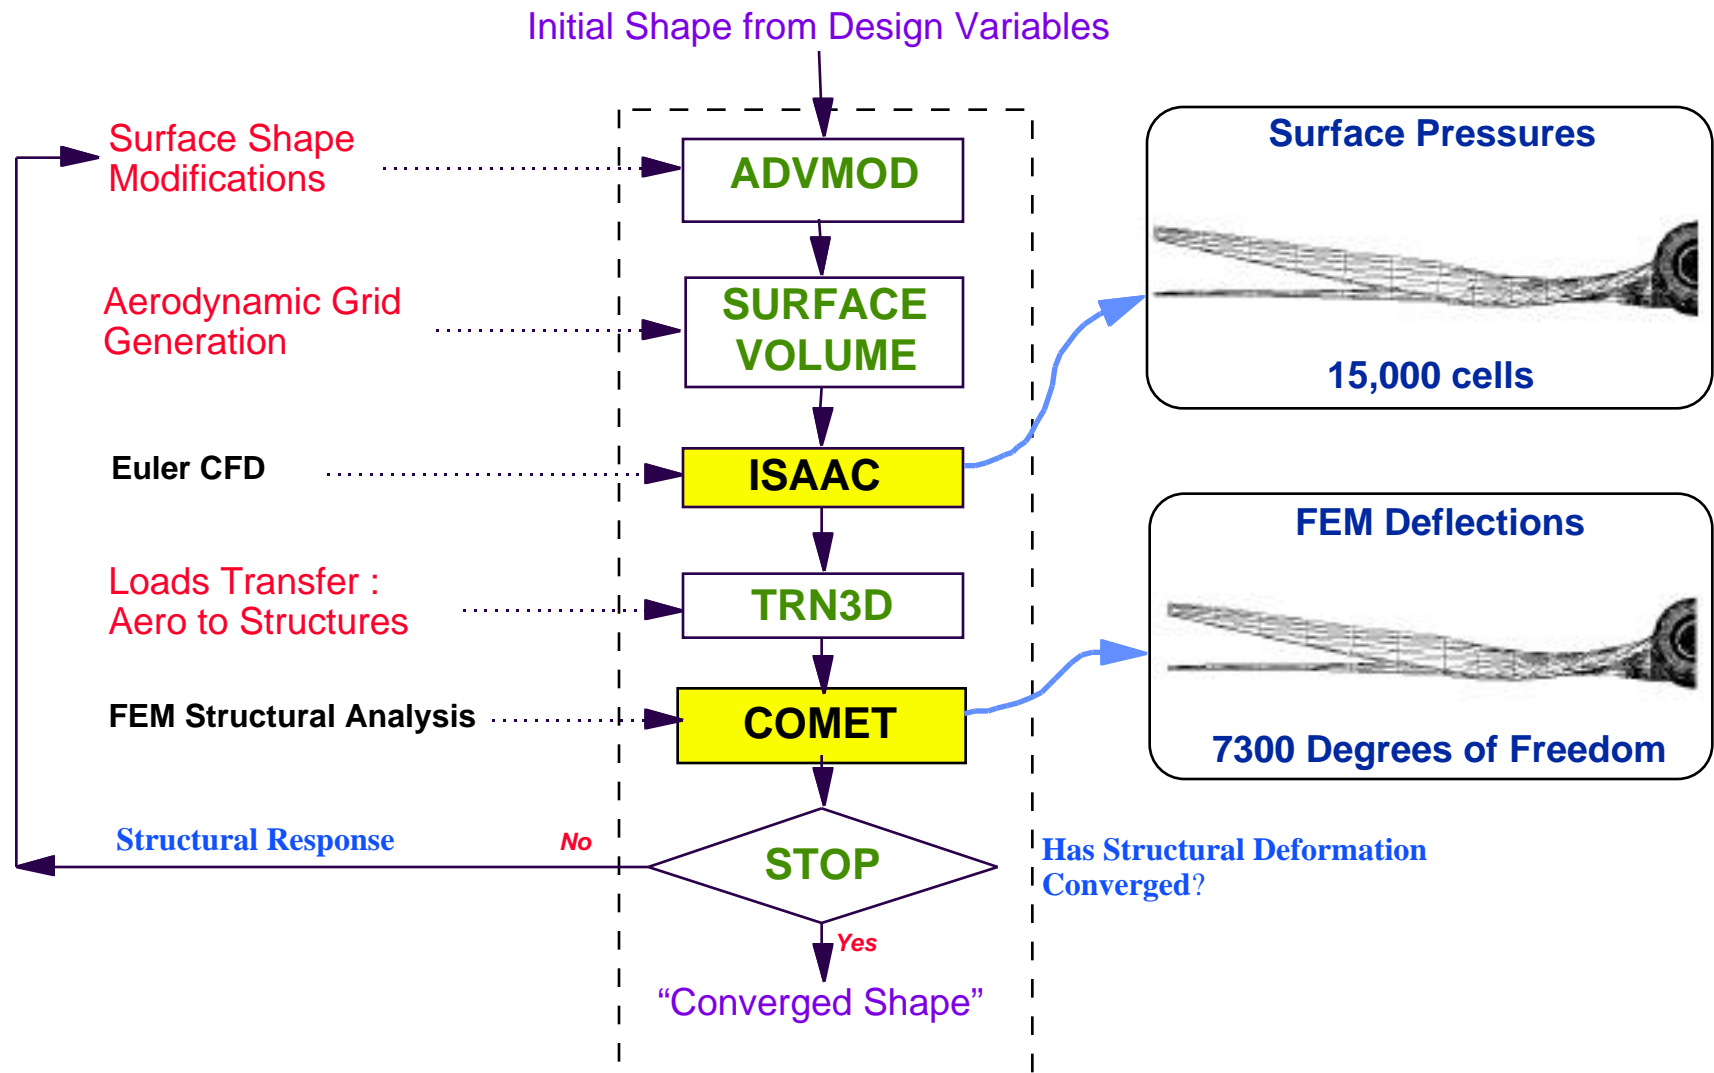 Initial Shape from Design Variables
Surface Shape
Modifications
ADVMOD
Surface Pressures
15,000 cells
Aerodynamic Grid
Generation
SURFACE
VOLUME
Euler CFD
ISAAC
Loads Transfer :
Aero to Structures
TRN3D
FEM Deflections
7300 Degrees of Freedom
FEM Structural Analysis
COMET
Structural Response
No
STOP
Has Structural Deformation
Converged?
Yes
“Converged Shape”